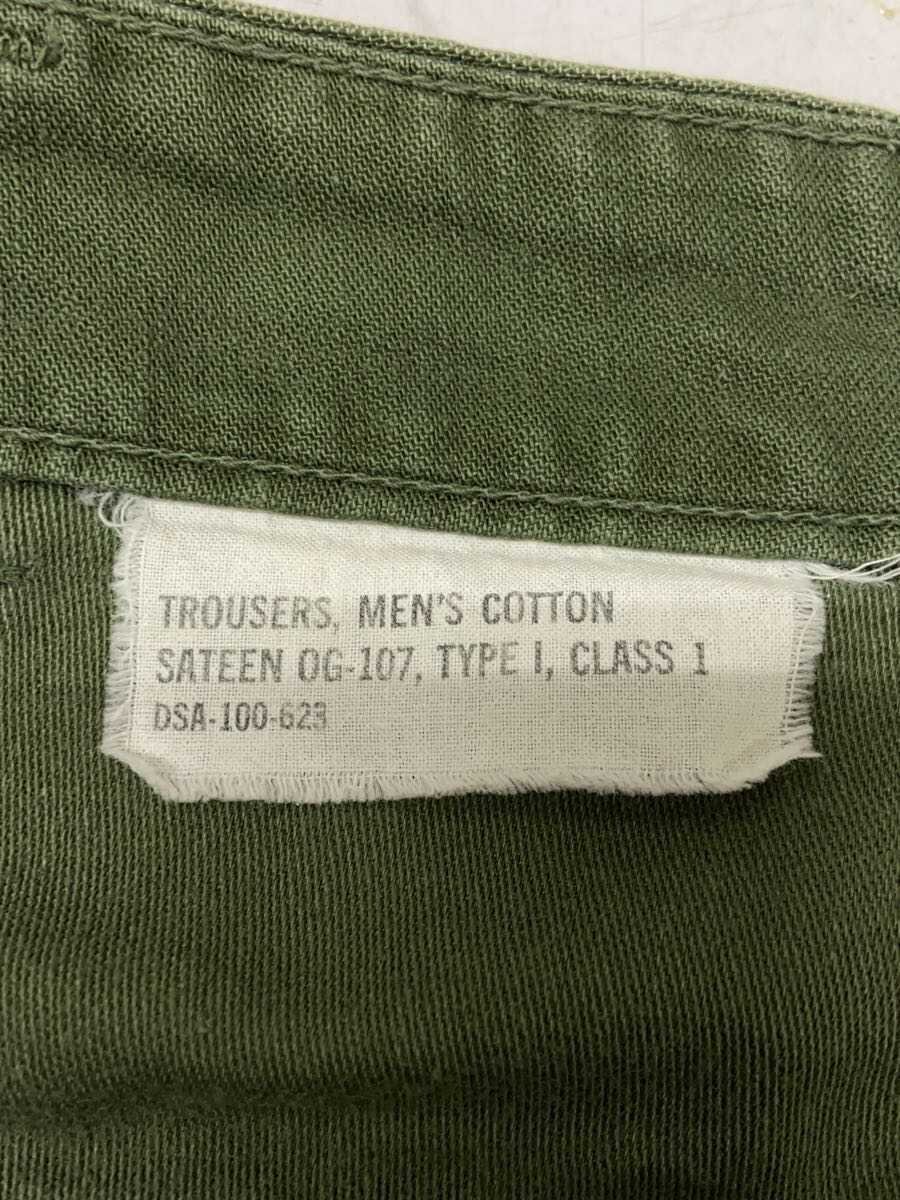 TROUSERS, MEN'S COTTON
SATEEN OG-107, TYPE I, CLASS 1
DSA-100-623